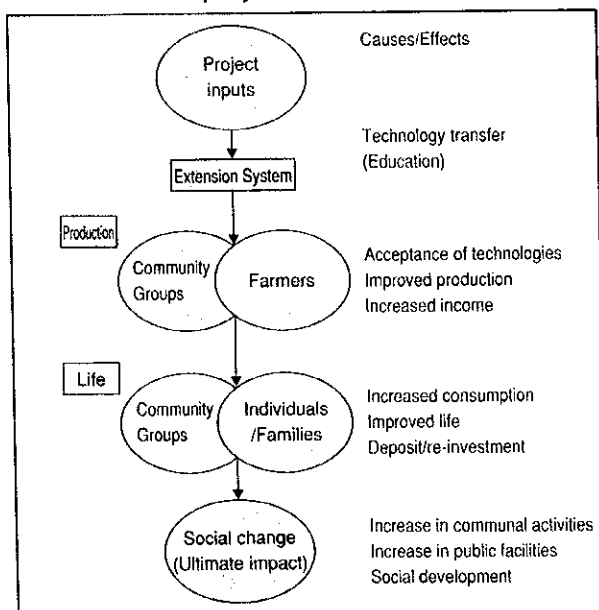 Project
inputs
Causes/Effects
Technology transfer
(Education)
Extension System
Production
Community
Groups
Farmers
Acceptance of technologies
Improved production
Increased income
Life
Community
Groups
Individuals
/Families
Increased consumption
Improved life
Deposit/re-investment
Social change
(Ultimate impact)
Increase in communal activities
Increase in public facilities
Social development